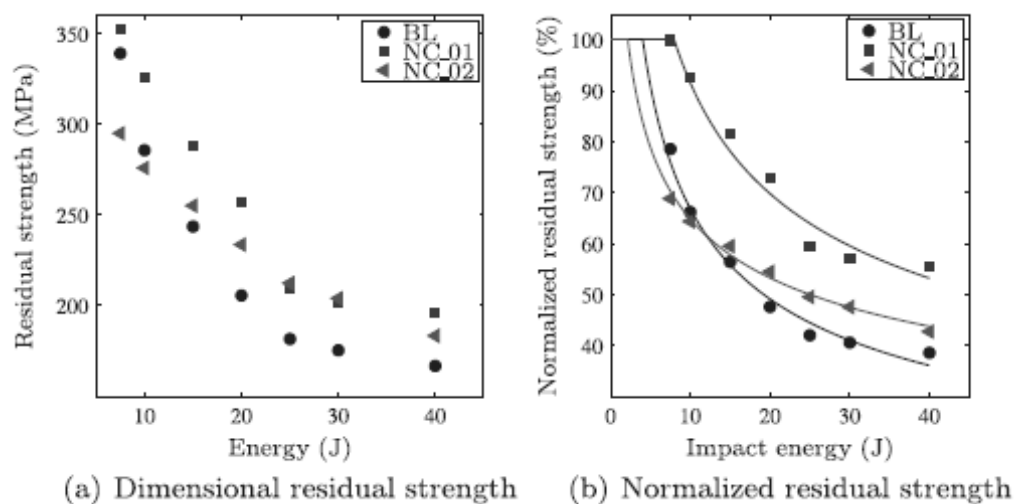 350
300
250
200
Residual strength (MPa)
BL
NC_01
NC_02
10 20 30 40
Energy (J)
(a) Dimensional residual strength
100
90
80
70
60
50
40
Normalized residual strength (%)
BL
NC_01
NC_02
0 10 20 30 40
Impact energy (J)
(b) Normalized residual strength